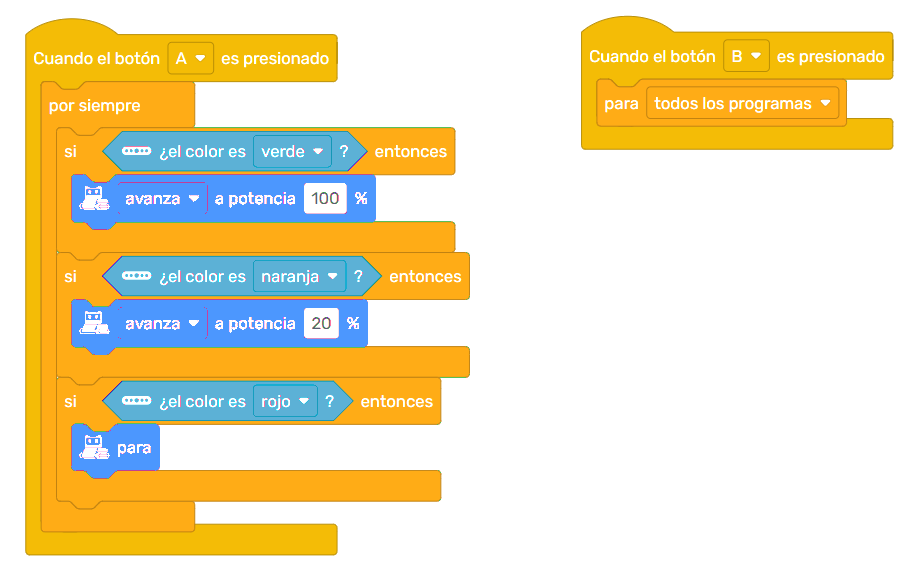 Cuando el botón A es presionado
por siempre
si ¿el color es verde ? entonces
avanza a potencia 100 %
si ¿el color es naranja ? entonces
avanza a potencia 20 %
si ¿el color es rojo ? entonces
para
Cuando el botón B es presionado
para todos los programas